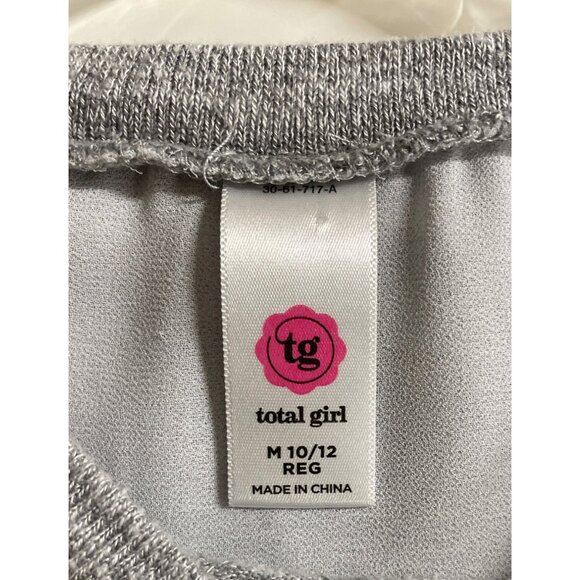 30-61-717-A
tg
total girl
M 10/12
REG
MADE IN CHINA